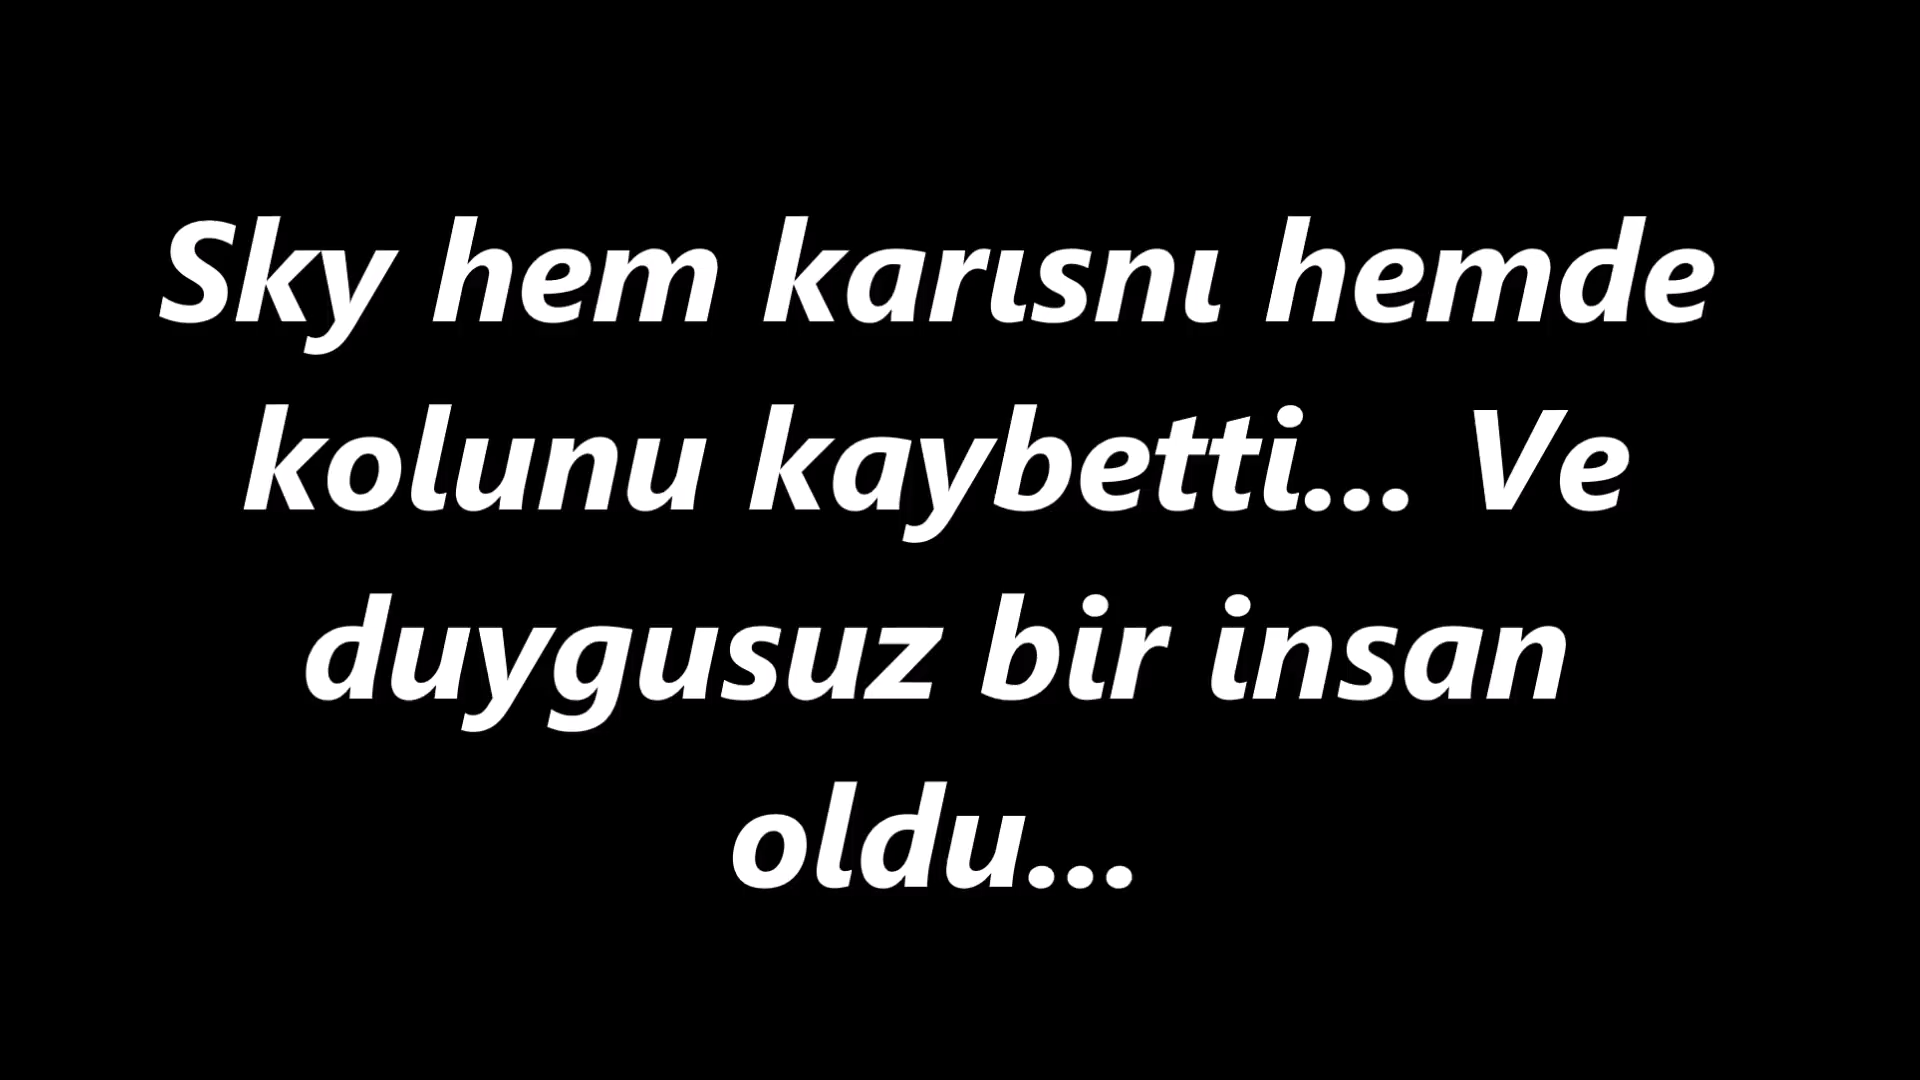 Sky hem karısnı hemde
kolunu kaybetti... Ve
duygusuz bir insan
oldu...